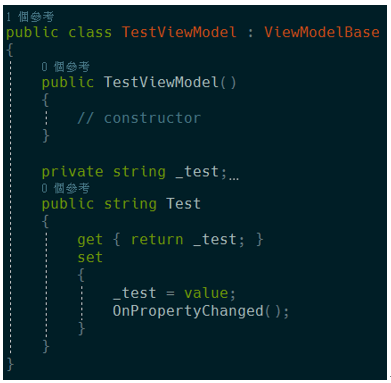 1 個參考
public class TestViewModel : ViewModelBase
{
0 個參考
public TestViewModel()
{
// constructor
}
private string _test;...
0 個參考
public string Test
{
get { return _test; }
set
{
_test = value;
OnPropertyChanged();
}
}
}